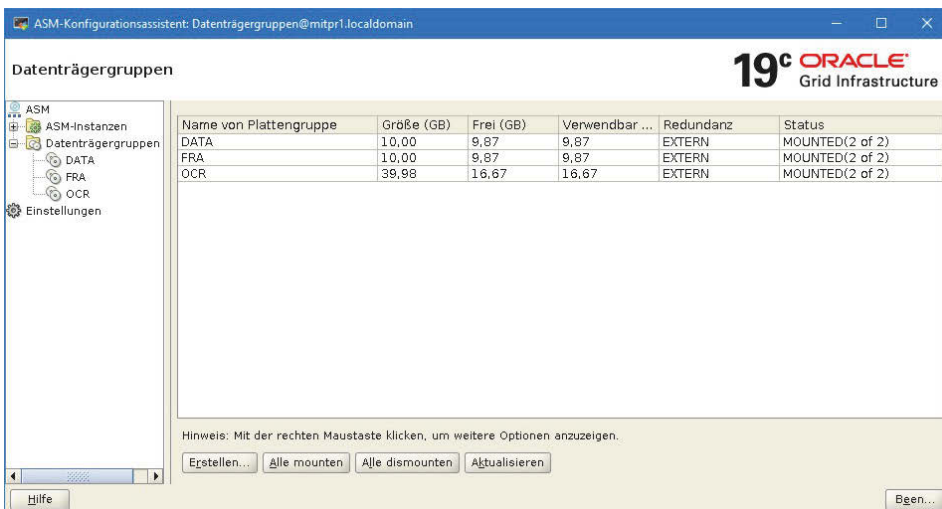 ASM-Konfigurationsassistent: Datenträgergruppen@mitpr1.localdomain
Datenträgergruppen
19c ORACLE
Grid Infrastructure
ASM
ASM-Instanzen
Datenträgergruppen
DATA
FRA
OCR
Einstellungen
Name von Plattengruppe Größe (GB) Frei (GB) Verwendbar ... Redundanz Status
DATA 10,00 9,87 9,87 EXTERN MOUNTED(2 of 2)
FRA 10,00 9,87 9,87 EXTERN MOUNTED(2 of 2)
OCR 39,98 16,67 16,67 EXTERN MOUNTED(2 of 2)
Hinweis: Mit der rechten Maustaste klicken, um weitere Optionen anzuzeigen.
Erstellen... Alle mounten Alle dismounten Aktualisieren
Hilfe Been...